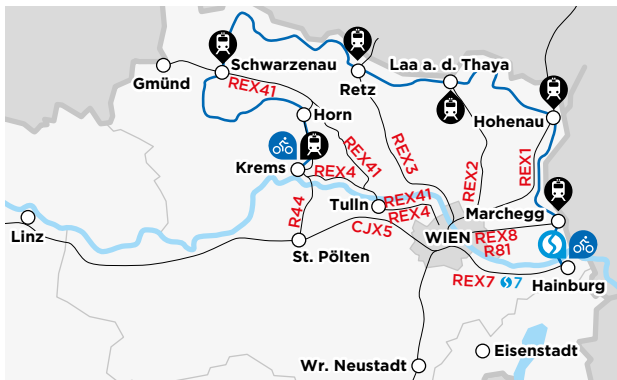 Schwarzenau
Gmünd
REX41
Retz
Laa a. d. Thaya
Horn
Hohenau
Krems
REX4
REX41
REX3
REX2
REX1
R44
Tulln
REX41
REX4
Marchegg
Linz
CJX5
WIEN
REX8
R81
St. Pölten
REX7 S7
Hainburg
Wr. Neustadt
Eisenstadt